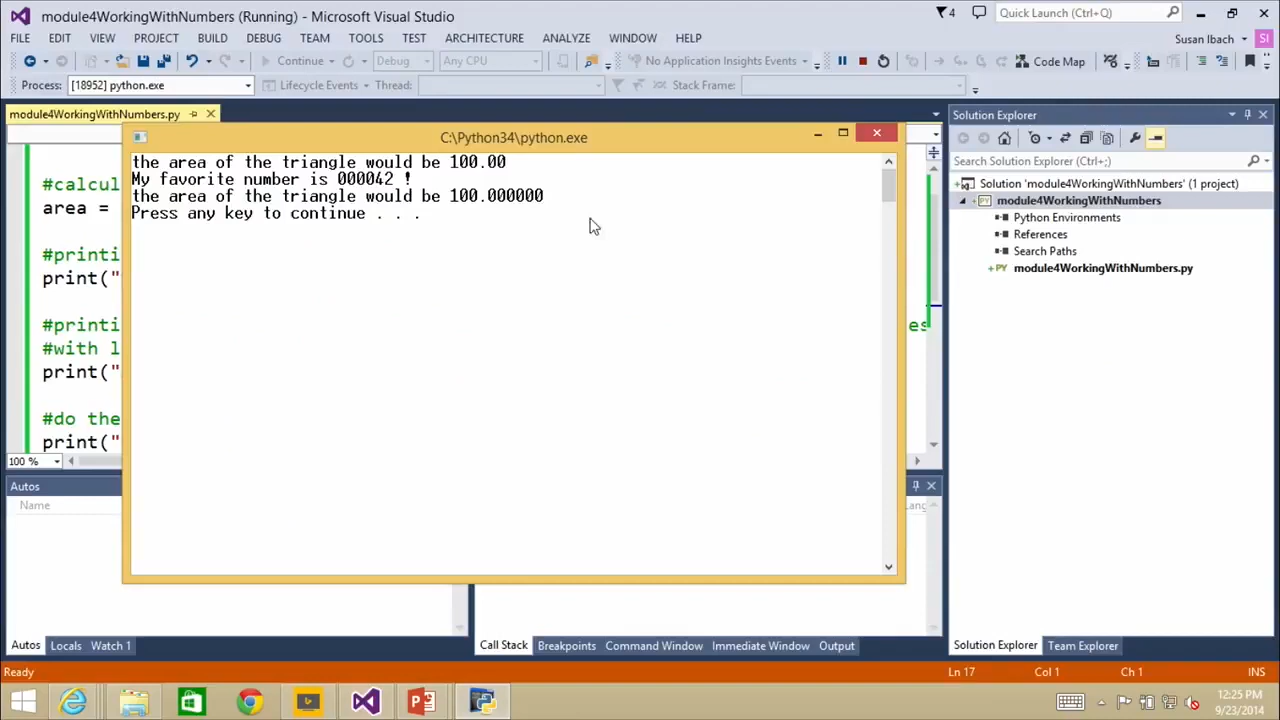 module4WorkingWithNumbers (Running) - Microsoft Visual Studio
4
Quick Launch (Ctrl+Q)
FILE EDIT VIEW PROJECT BUILD DEBUG TEAM TOOLS TEST ARCHITECTURE ANALYZE WINDOW HELP
Susan Ibach
SI
Continue
Debug
Any CPU
No Application Insights Events
Code Map
Process: [18952] python.exe
Lifecycle Events
Thread:
Stack Frame:
module4WorkingWithNumbers.py
C:\Python34\python.exe
the area of the triangle would be 100.00
My favorite number is 000042 !
the area of the triangle would be 100.000000
Press any key to continue . . .
#calcul
area =
#printi
print("
#printi
es
#with l
print("
#do the
print("
100 %
Solution Explorer
Search Solution Explorer (Ctrl+;)
Solution 'module4WorkingWithNumbers' (1 project)
PY module4WorkingWithNumbers
Python Environments
References
Search Paths
PY module4WorkingWithNumbers.py
Autos
Name
Lang
Autos Locals Watch 1
Call Stack Breakpoints Command Window Immediate Window Output
Solution Explorer Team Explorer
Ready
Ln 17
Col 1
Ch 1
INS
12:25 PM
9/23/2014